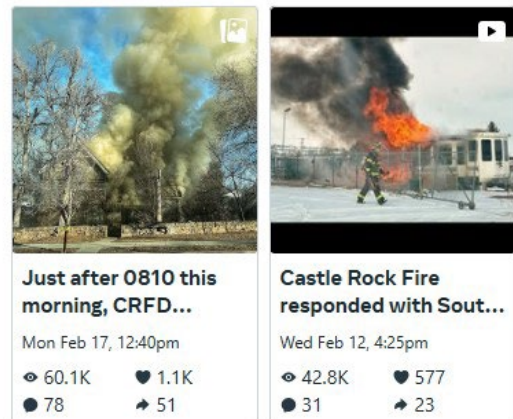 Just after 0810 this
morning, CRFD...
Mon Feb 17, 12:40pm
60.1K
1.1K
78
51
Castle Rock Fire
responded with Sout...
Wed Feb 12, 4:25pm
42.8K
577
31
23